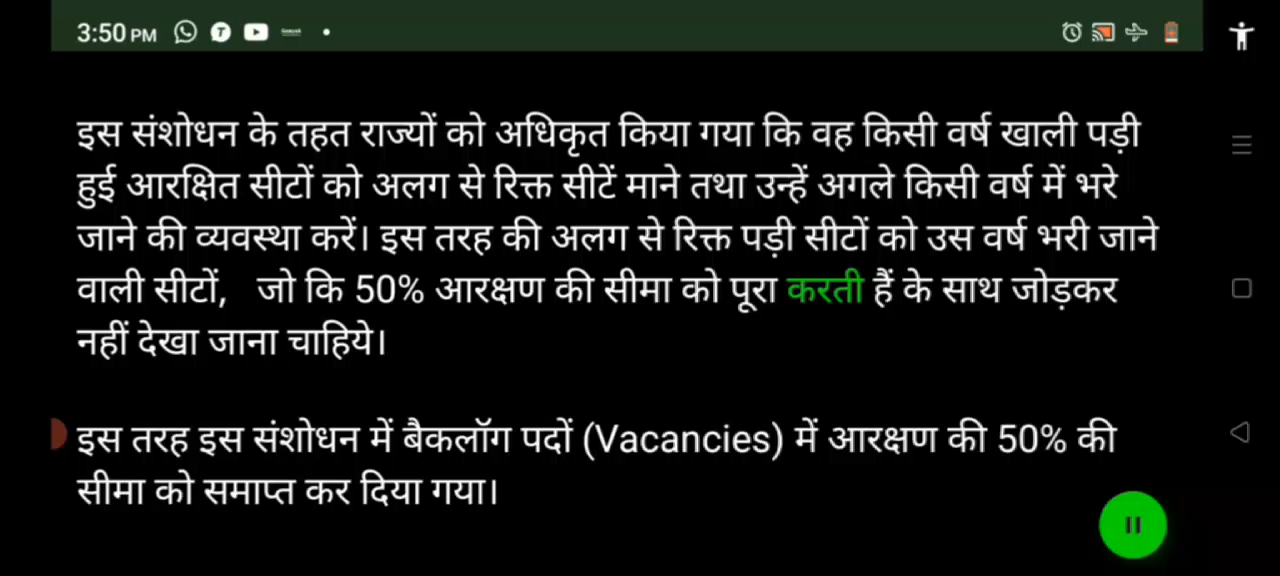 3:50 PM
इस संशोधन के तहत राज्यों को अधिकृत किया गया कि वह किसी वर्ष खाली पड़ी
हुई आरक्षित सीटों को अलग से रिक्त सीटें माने तथा उन्हें अगले किसी वर्ष में भरे
जाने की व्यवस्था करें। इस तरह की अलग से रिक्त पड़ी सीटों को उस वर्ष भरी जाने
वाली सीटों, जो कि 50% आरक्षण की सीमा को पूरा करती हैं के साथ जोड़कर
नहीं देखा जाना चाहिये।
इस तरह इस संशोधन में बैकलॉग पदों (Vacancies) में आरक्षण की 50% की
सीमा को समाप्त कर दिया गया।